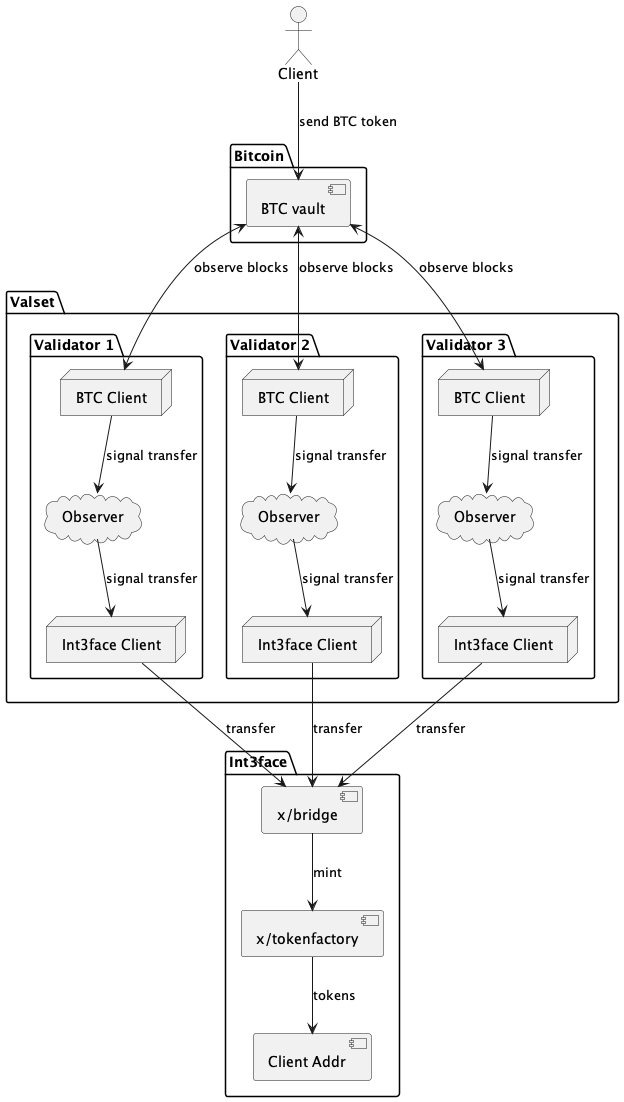 Client
send BTC token
Bitcoin
BTC vault
observe blocks
observe blocks
observe blocks
Valset
Validator 1
Validator 2
Validator 3
BTC Client
BTC Client
BTC Client
signal transfer
signal transfer
signal transfer
Observer
Observer
Observer
signal transfer
signal transfer
signal transfer
Int3face Client
Int3face Client
Int3face Client
transfer
transfer
transfer
Int3face
x/bridge
mint
x/tokenfactory
tokens
Client Addr